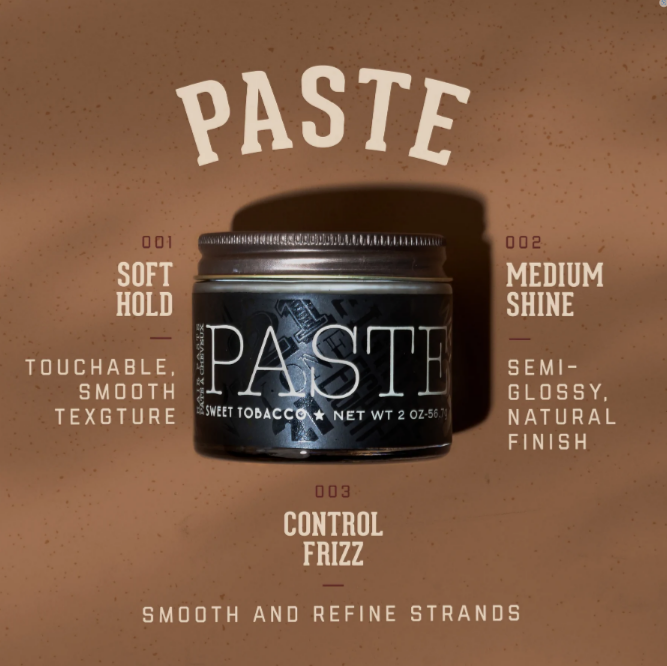 PASTE
001
SOFT
HOLD
TOUCHABLE,
SMOOTH
TEXGTURE
002
MEDIUM
SHINE
SEMI-
GLOSSY,
NATURAL
FINISH
PASTE
SWEET TOBACCO ★ NET WT 2 OZ-56.7
003
CONTROL
FRIZZ
SMOOTH AND REFINE STRANDS